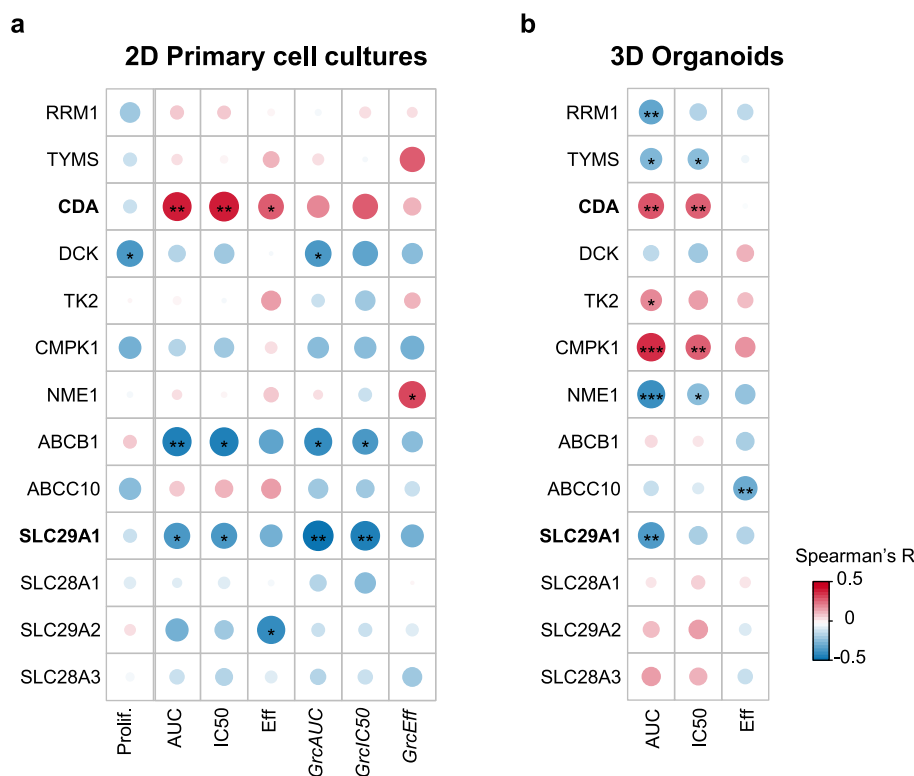 a
2D Primary cell cultures
RRM1
TYMS
CDA ** ** *
DCK * *
TK2
CMPK1
NME1 *
ABCB1 ** * * *
ABCC10
SLC29A1 * * ** **
SLC28A1
SLC29A2 *
SLC28A3
Prolif. AUC IC50 Eff GrcAUC GrcIC50 GrcEff
b
3D Organoids
RRM1 **
TYMS * *
CDA ** **
DCK
TK2 *
CMPK1 *** **
NME1 *** *
ABCB1
ABCC10 **
SLC29A1 **
SLC28A1
SLC29A2
SLC28A3
AUC IC50 Eff
Spearman's R
0.5
0
-0.5